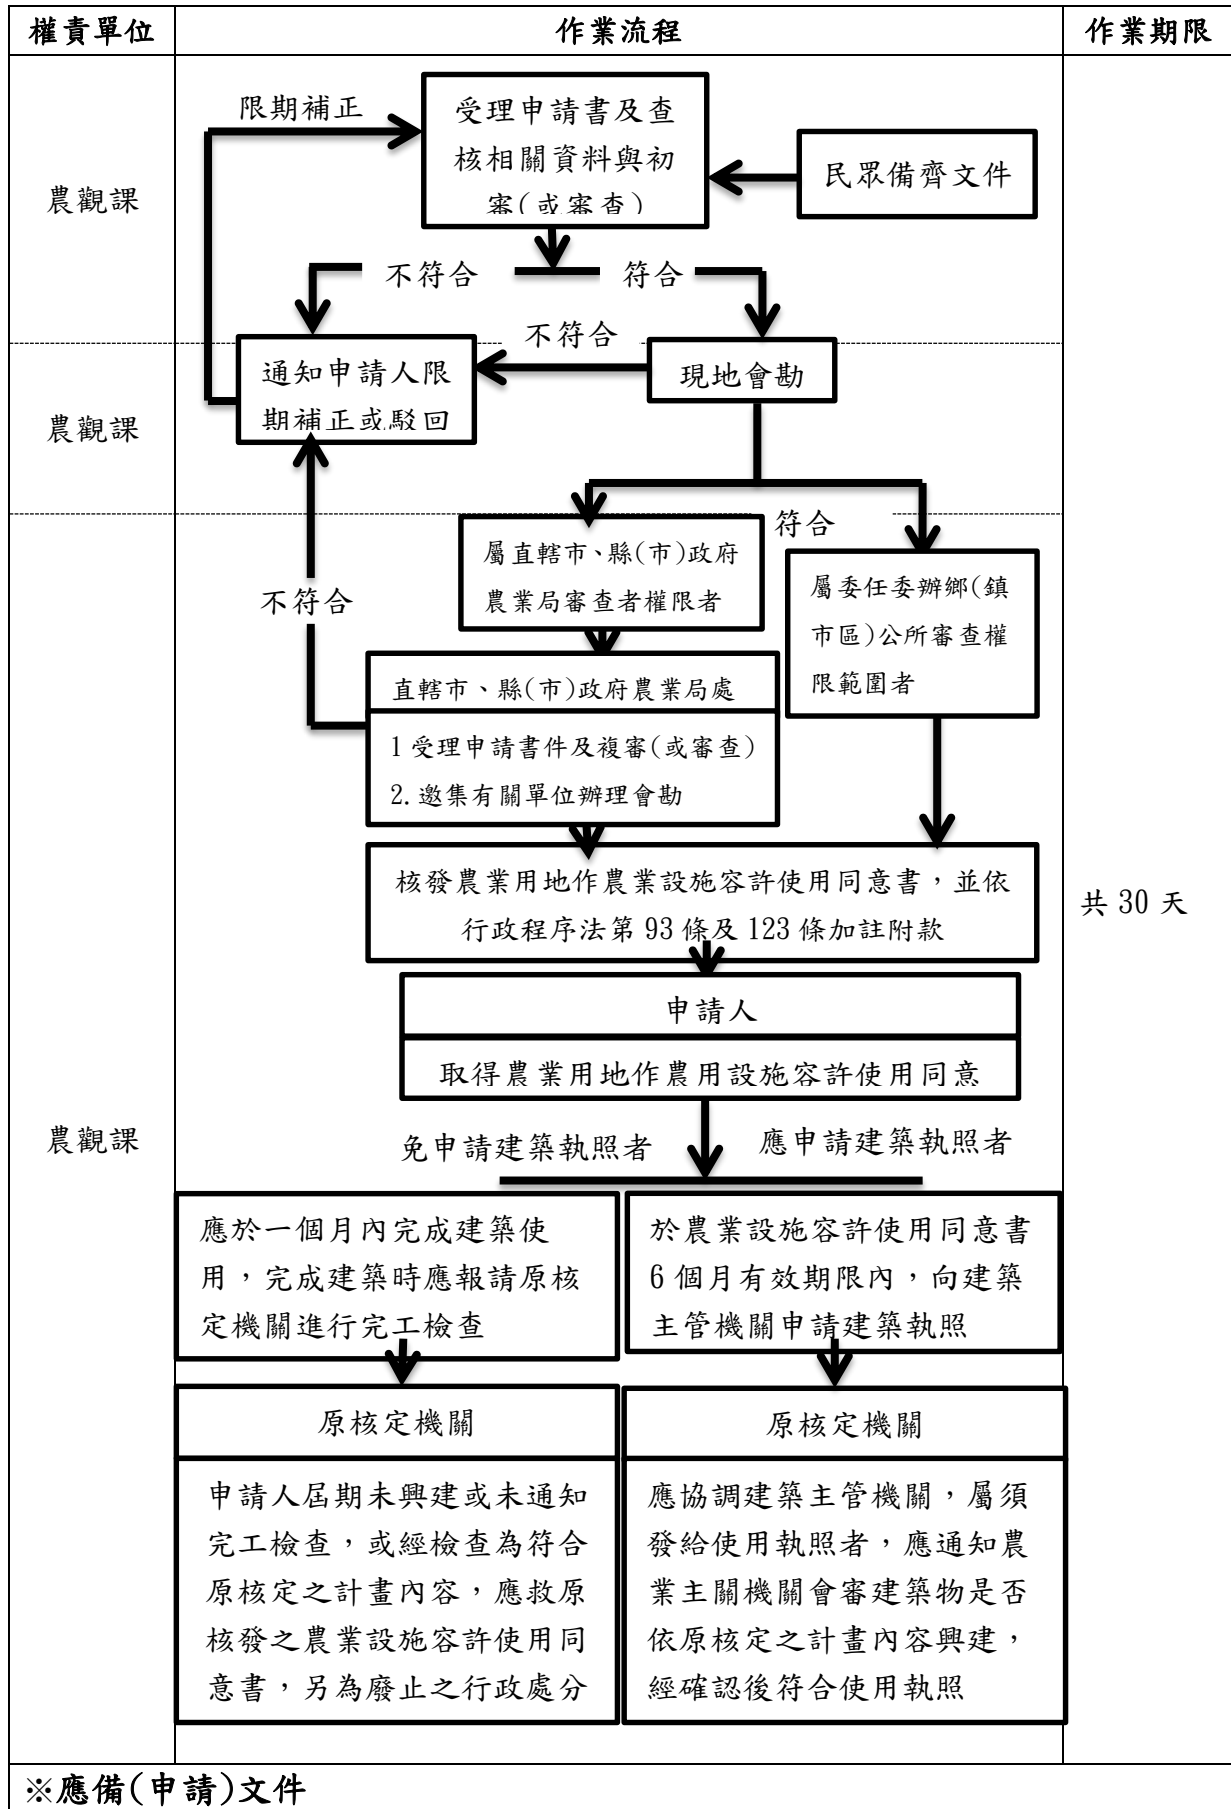 權責單位
作業流程
作業期限
限期補正
受理申請書及查
核相關資料與初
審(或審查)
民眾備齊文件
農觀課
不符合
符合
不符合
通知申請人限
期補正或駁回
現地會勘
農觀課
符合
屬直轄市、縣(市)政府
農業局審查者權限者
屬委任委辦鄉(鎮
市區)公所審查權
限範圍者
不符合
直轄市、縣(市)政府農業局處
1 受理申請書件及複審(或審查)
2. 邀集有關單位辦理會勘
核發農業用地作農業設施容許使用同意書，並依
行政程序法第 93 條及 123 條加註附款
共 30 天
申請人
取得農業用地作農用設施容許使用同意
農觀課
免申請建築執照者
應申請建築執照者
應於一個月內完成建築使
用，完成建築時應報請原核
定機關進行完工檢查
於農業設施容許使用同意書
6 個月有效期限內，向建築
主管機關申請建築執照
原核定機關
申請人屆期未興建或未通知
完工檢查，或經檢查為符合
原核定之計畫內容，應救原
核發之農業設施容許使用同
意書，另為廢止之行政處分
原核定機關
應協調建築主管機關，屬須
發給使用執照者，應通知農
業主關機關會審建築物是否
依原核定之計畫內容興建，
經確認後符合使用執照
※應備(申請)文件